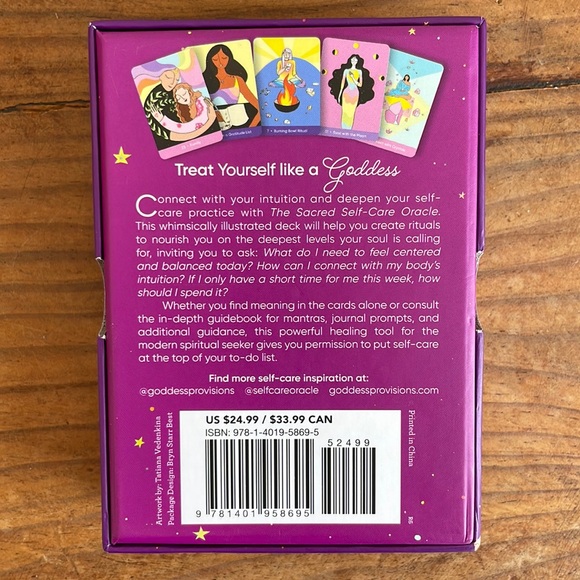 Gratitude List
7 • Burning Bowl Ritual
Treat Yourself like a Goddess
Connect with your intuition and deepen your self-
care practice with The Sacred Self-Care Oracle.
This whimsically illustrated deck will help you create rituals
to nourish you on the deepest levels your soul is calling
for, inviting you to ask: What do I need to feel centered
and balanced today? How can I connect with my body's
intuition? If I only have a short time for me this week, how
should I spend it?
Whether you find meaning in the cards alone or consult
the in-depth guidebook for mantras, journal prompts, and
additional guidance, this powerful healing tool for the
modern spiritual seeker gives you permission to put self-care
at the top of your to-do list.
Find more self-care inspiration at:
@goddessprovisions @selfcareoracle goddessprovisions.com
US $24.99 / $33.99 CAN
ISBN: 978-1-4019-5869-5
52499
9 781401 958695
Artwork by: Tatiana Vedenkina
Package Design: Bryn Starr Best
Printed in China